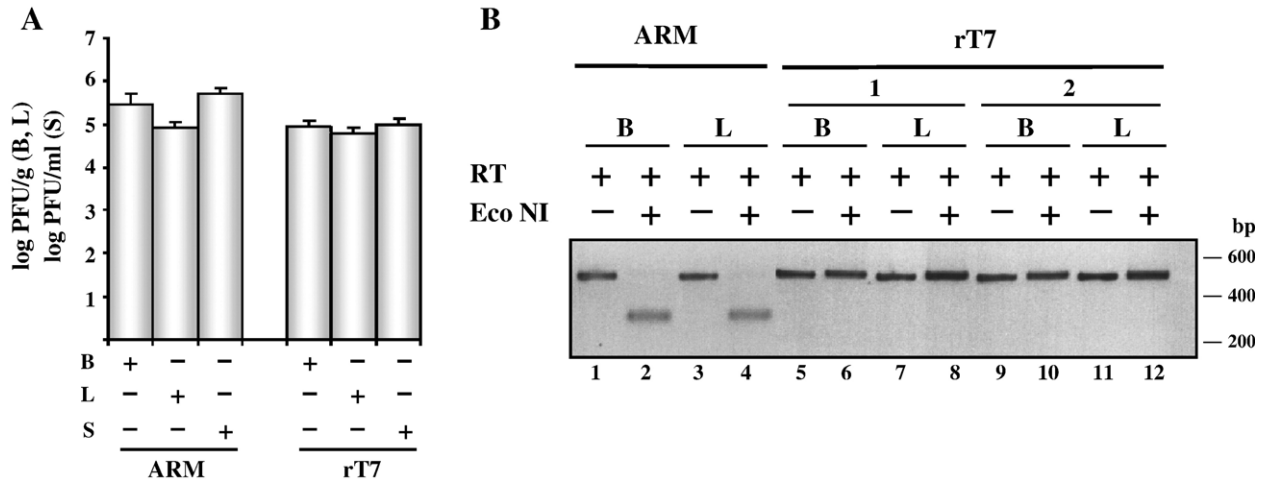 A
log PFU/g (B, L)
log PFU/ml (S)
7
6
5
4
3
2
1
B + − − + − −
L − + − − + −
S − − + − − +
ARM rT7
B
ARM rT7
1 2
B L B L B L
RT + + + + + + + + + + + +
Eco NI − + − + − + − + − + − +
bp
600
400
200
1 2 3 4 5 6 7 8 9 10 11 12